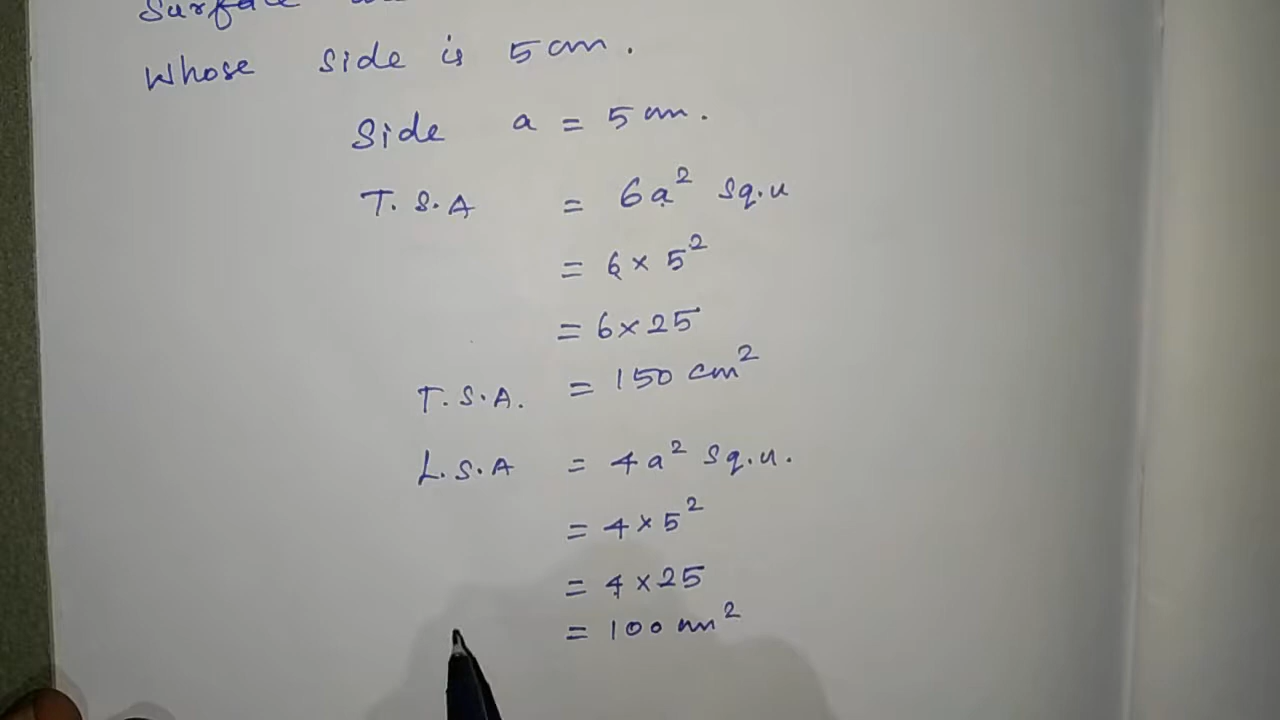 Surface
Whose side is 5 cm.
Side a = 5 cm.
T.S.A = 6a² sq.u
= 6 × 5²
= 6 × 25
T.S.A. = 150 cm²
L.S.A = 4a² sq.u.
= 4 × 5²
= 4 × 25
= 100 cm²